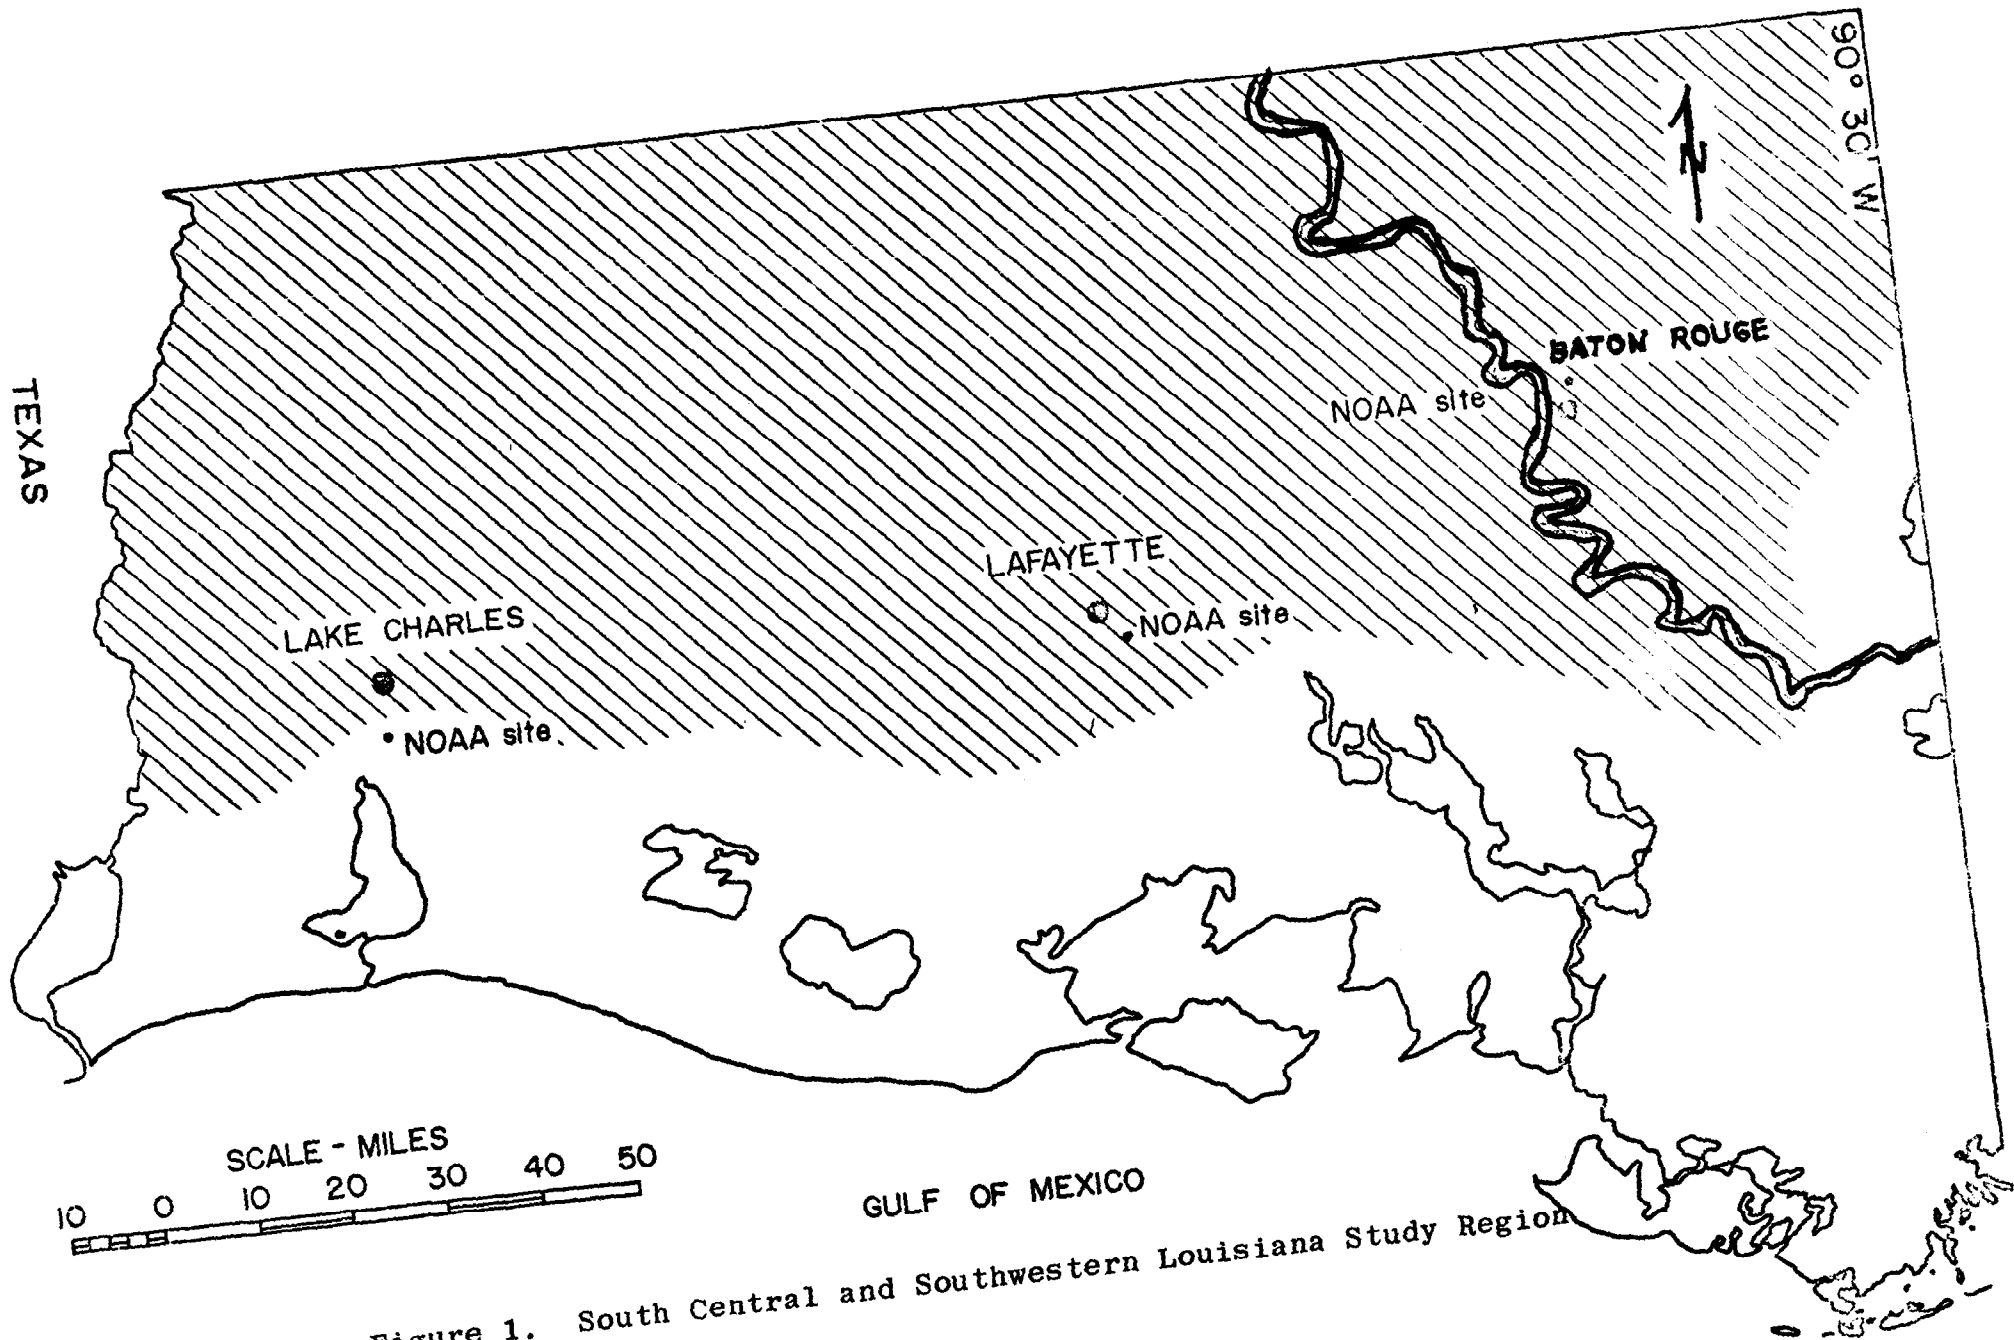 90° 30' W
N
BATON ROUGE
NOAA site
TEXAS
LAFAYETTE
NOAA site
LAKE CHARLES
NOAA site
SCALE - MILES
10 0 10 20 30 40 50
GULF OF MEXICO
Figure 1. South Central and Southwestern Louisiana Study Region